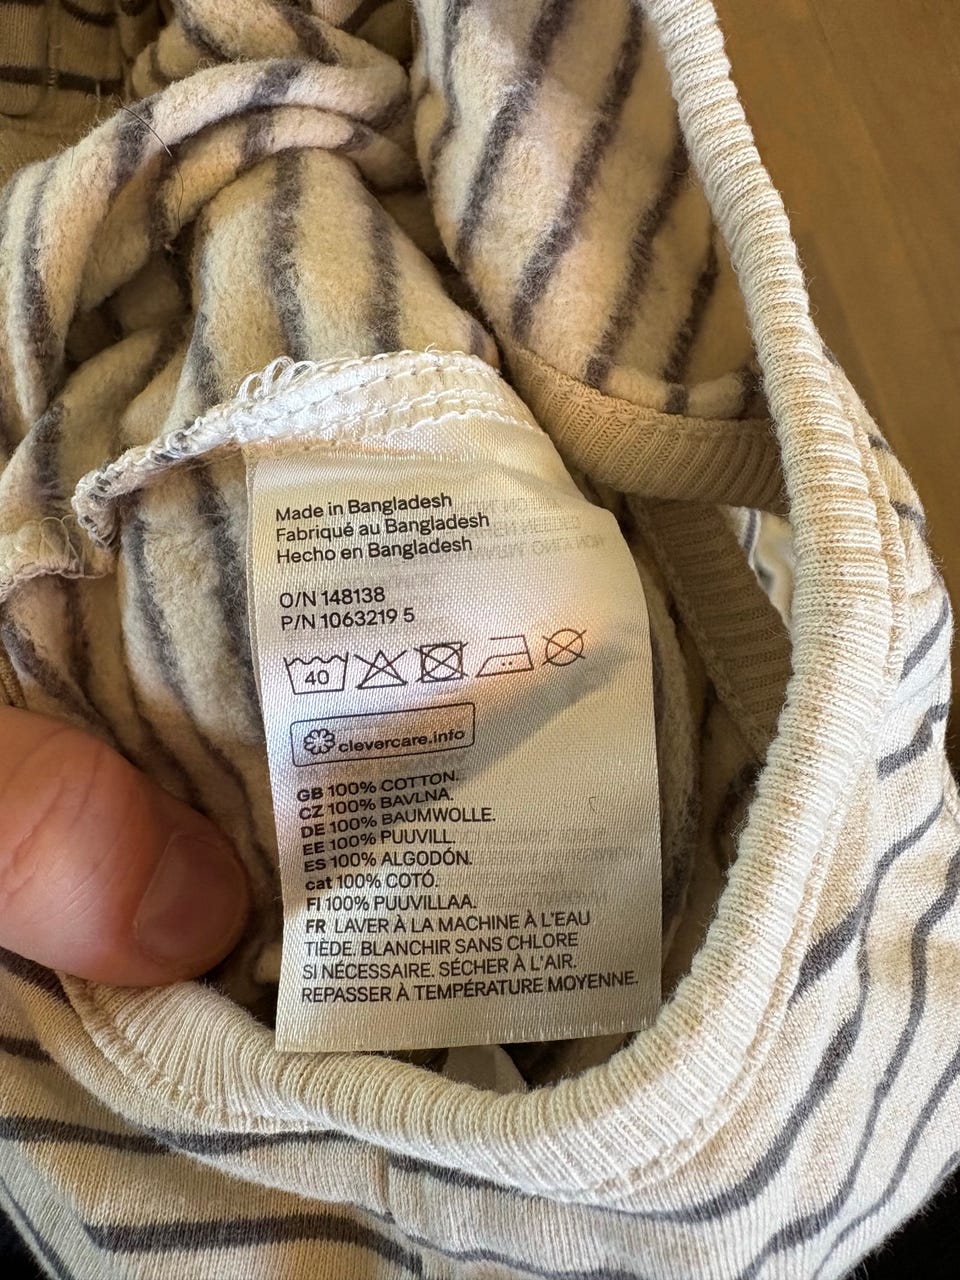 Made in Bangladesh
Fabriqué au Bangladesh
Hecho en Bangladesh
O/N 148138
P/N 1063219 5
40
clevercare.info
GB 100% COTTON.
CZ 100% BAVLNA.
DE 100% BAUMWOLLE.
EE 100% PUUVILL.
ES 100% ALGODÓN.
cat 100% COTÓ.
FI 100% PUUVILLAA.
FR LAVER À LA MACHINE À L'EAU
TIÈDE. BLANCHIR SANS CHLORE
SI NÉCESSAIRE. SÉCHER À L'AIR.
REPASSER À TEMPÉRATURE MOYENNE.